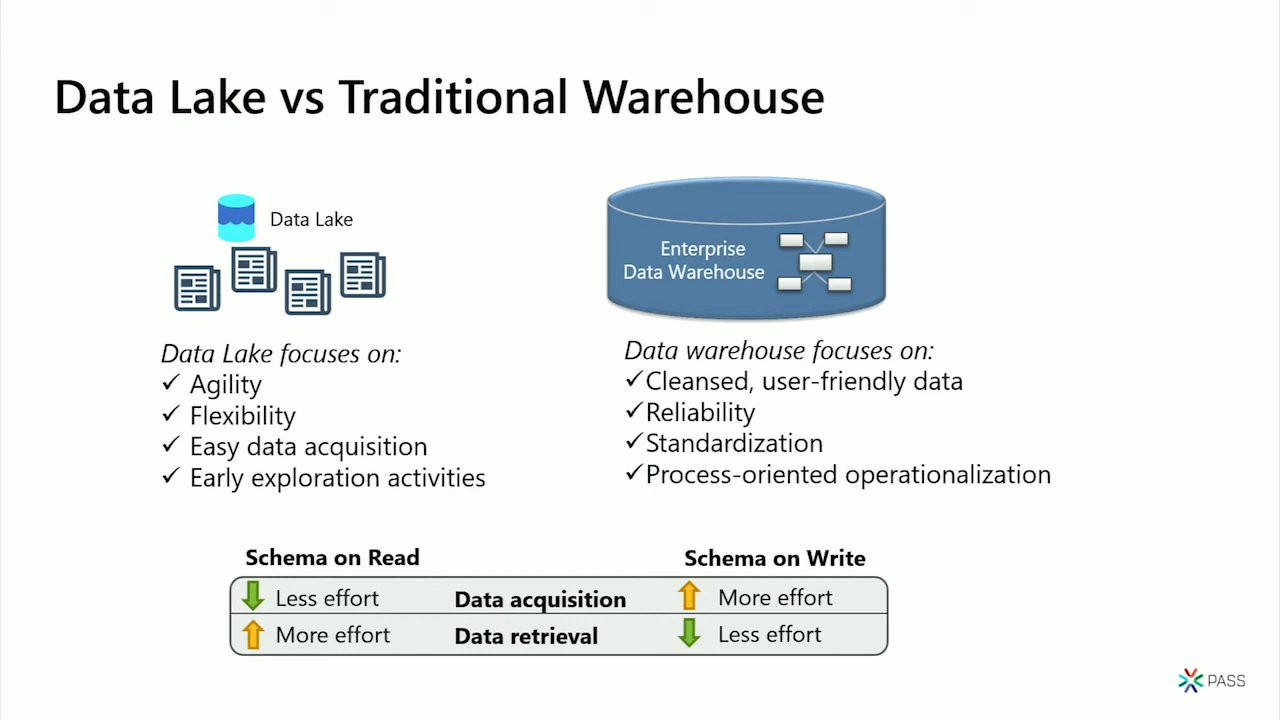 Data Lake vs Traditional Warehouse
Data Lake
Enterprise
Data Warehouse
Data Lake focuses on:
✓ Agility
✓ Flexibility
✓ Easy data acquisition
✓ Early exploration activities
Data warehouse focuses on:
✓Cleansed, user-friendly data
✓Reliability
✓Standardization
✓Process-oriented operationalization
Schema on Read
Schema on Write
Less effort Data acquisition More effort
More effort Data retrieval Less effort
PASS